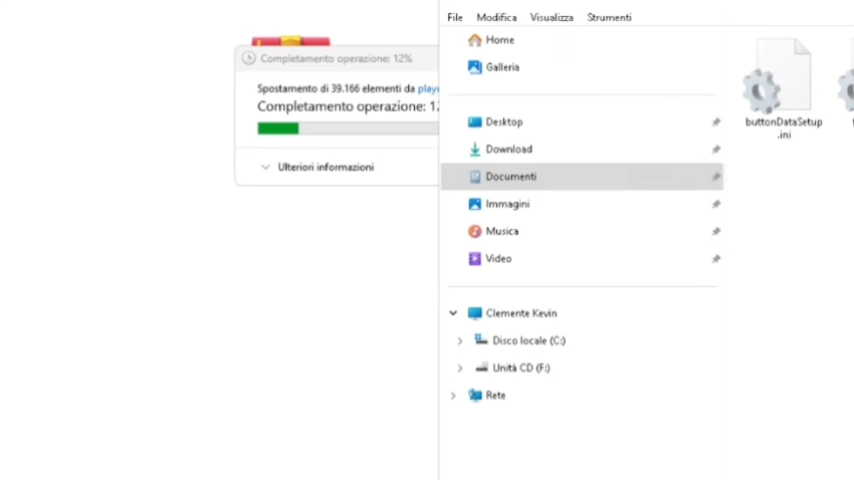 Completamento operazione: 12%
Spostamento di 39.166 elementi da
Completamento operazione:
Ulteriori informazioni
File Modifica Visualizza Strumenti
Home
Galleria
Desktop
Download
Documenti
Immagini
Musica
Video
Clemente Kevin
Disco locale (C:)
Unità CD (F:)
Rete
buttonDataSetup
.ini